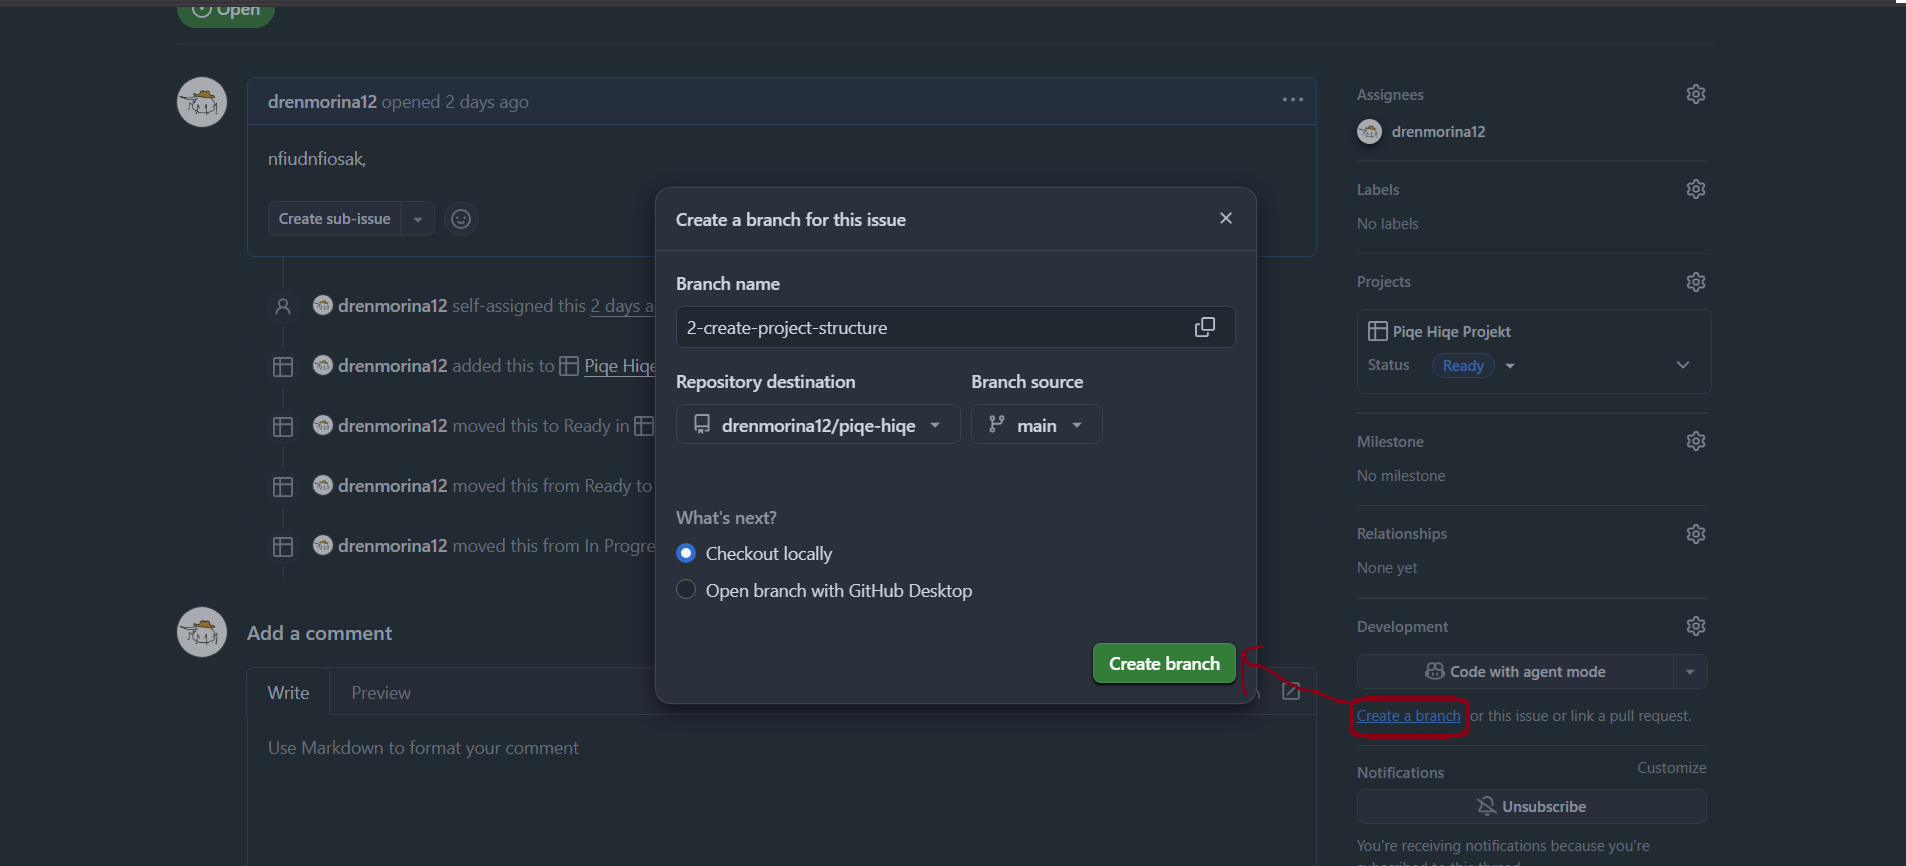 Open
drenmorina12 opened 2 days ago
nfiudnfiosak,
Create sub-issue
drenmorina12 self-assigned this 2 days a
drenmorina12 added this to Piqe Hiqe
drenmorina12 moved this to Ready in
drenmorina12 moved this from Ready to
drenmorina12 moved this from In Progre
Add a comment
Write Preview
Use Markdown to format your comment
Create a branch for this issue
Branch name
2-create-project-structure
Repository destination Branch source
drenmorina12/piqe-hiqe main
What's next?
Checkout locally
Open branch with GitHub Desktop
Create branch
Assignees
drenmorina12
Labels
No labels
Projects
Piqe Hiqe Projekt
Status Ready
Milestone
No milestone
Relationships
None yet
Development
Code with agent mode
Create a branch or this issue or link a pull request.
Notifications Customize
Unsubscribe
You're receiving notifications because you're
subscribed to this thread